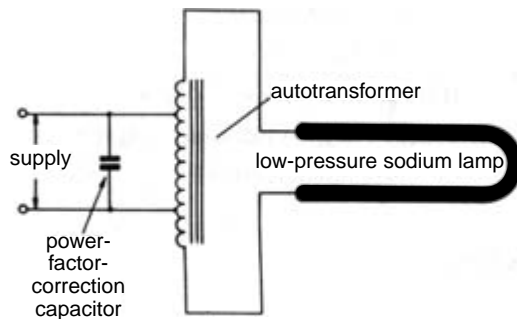 autotransformer
supply
low-pressure sodium lamp
power-
factor-
correction
capacitor